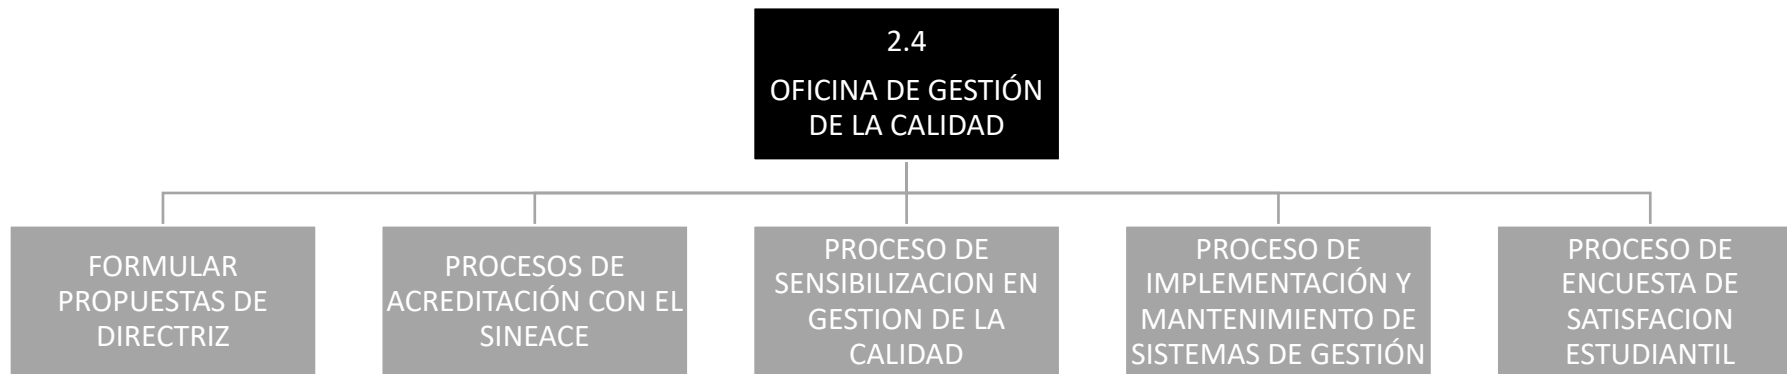 2.4
OFICINA DE GESTIÓN
DE LA CALIDAD
FORMULAR
PROPUESTAS DE
DIRECTRIZ
PROCESOS DE
ACREDITACIÓN CON EL
SINEACE
PROCESO DE
SENSIBILIZACION EN
GESTION DE LA
CALIDAD
PROCESO DE
IMPLEMENTACIÓN Y
MANTENIMIENTO DE
SISTEMAS DE GESTIÓN
PROCESO DE
ENCUESTA DE
SATISFACION
ESTUDIANTIL